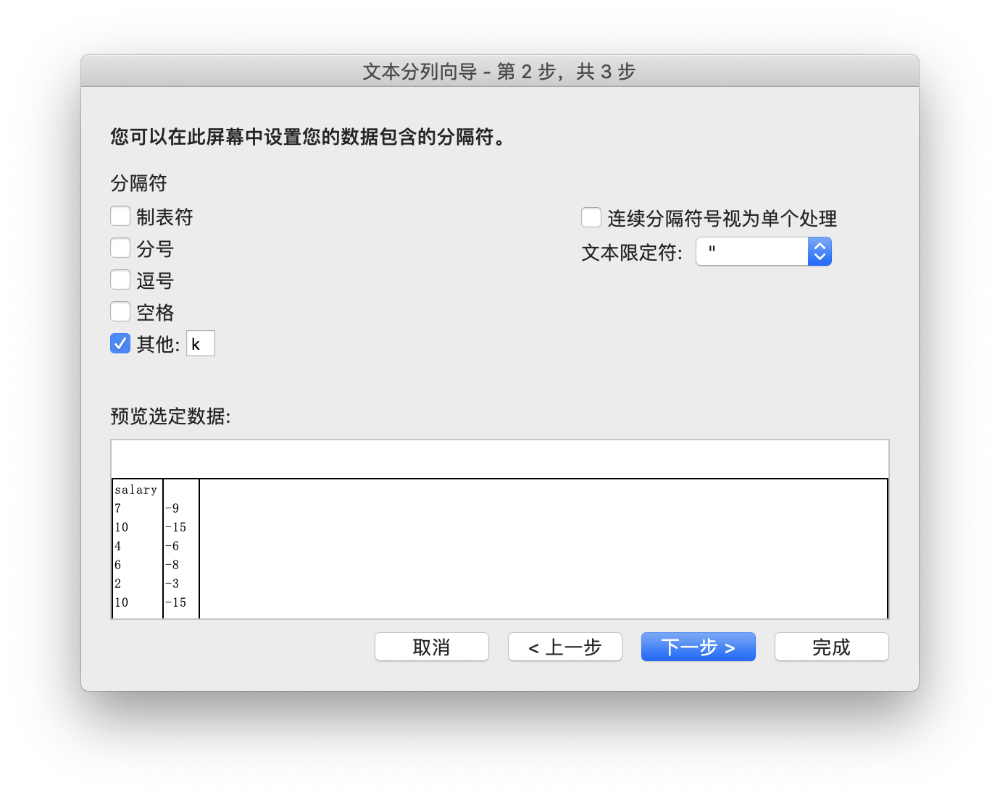 文本分列向导 - 第 2 步，共 3 步
您可以在此屏幕中设置您的数据包含的分隔符。
分隔符
制表符
连续分隔符号视为单个处理
分号
文本限定符: "
逗号
空格
其他: k
预览选定数据:
salary
7 -9
10 -15
4 -6
6 -8
2 -3
10 -15
取消 < 上一步 下一步 > 完成